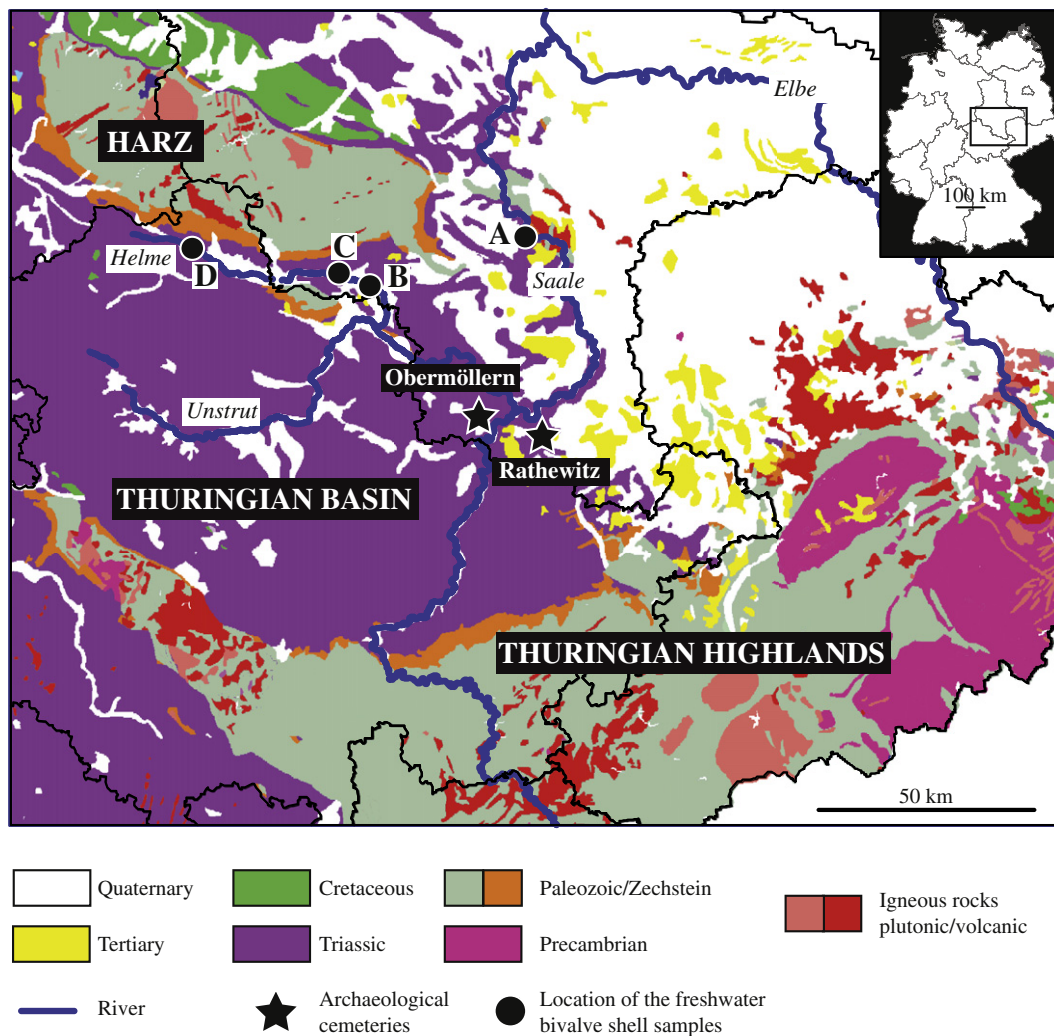 Elbe
100 km
HARZ
A
C
Helme
D
B
Saale
Obermöllern
Unstrut
Rathewitz
THURINGIAN BASIN
THURINGIAN HIGHLANDS
50 km
Quaternary
Cretaceous
Paleozoic/Zechstein
Igneous rocks
plutonic/volcanic
Tertiary
Triassic
Precambrian
River
Archaeological
cemeteries
Location of the freshwater
bivalve shell samples